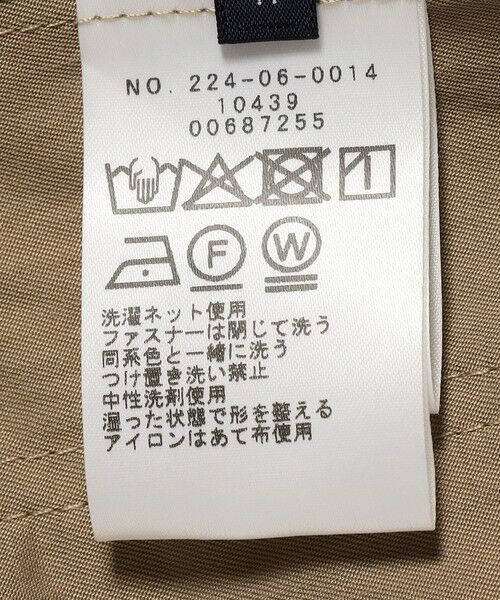 NO. 224-06-0014
10439
00687255
F
W
洗濯ネット使用
ファスナーは閉じて洗う
同系色と一緒に洗う
つけ置き洗い禁止
中性洗剤使用
湿った状態で形を整える
アイロンはあて布使用